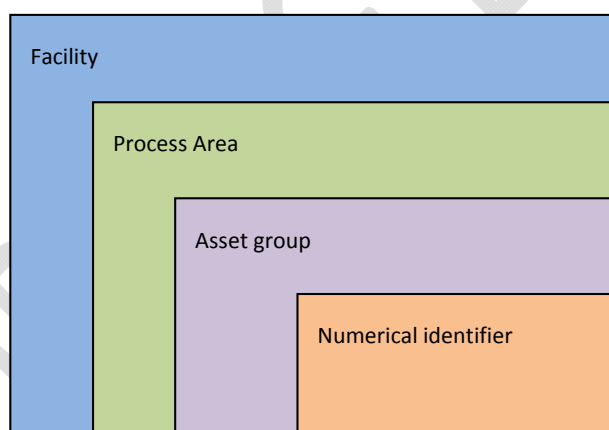 Facility
Process Area
Asset group
Numerical identifier